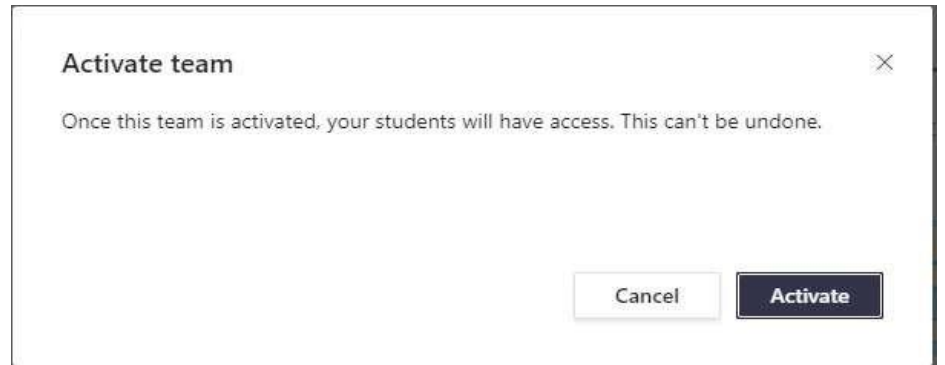 Activate team
Once this team is activated, your students will have access. This can't be undone.
Cancel
Activate